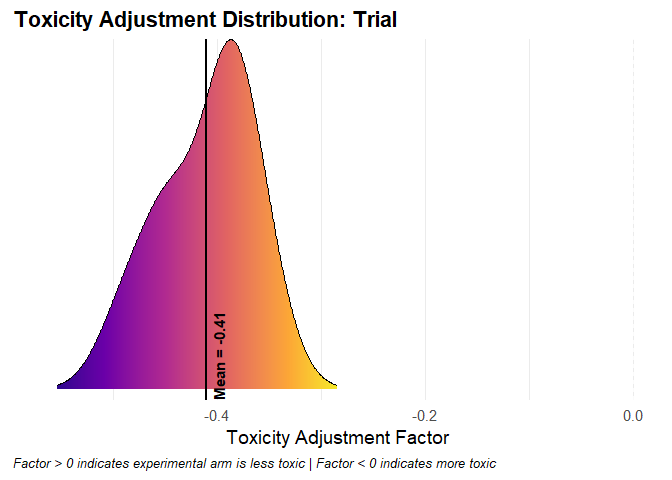 Toxicity Adjustment Distribution: Trial
Mean = -0.41
-0.4
-0.2
0.0
Toxicity Adjustment Factor
Factor > 0 indicates experimental arm is less toxic | Factor < 0 indicates more toxic